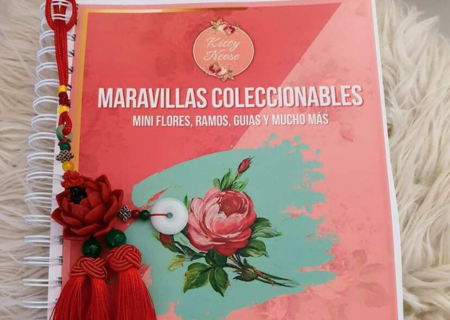 Kitty
Neese
MARAVILLAS COLECCIONABLES
MINI FLORES, RAMOS, GUIAS Y MUCHO MÁS